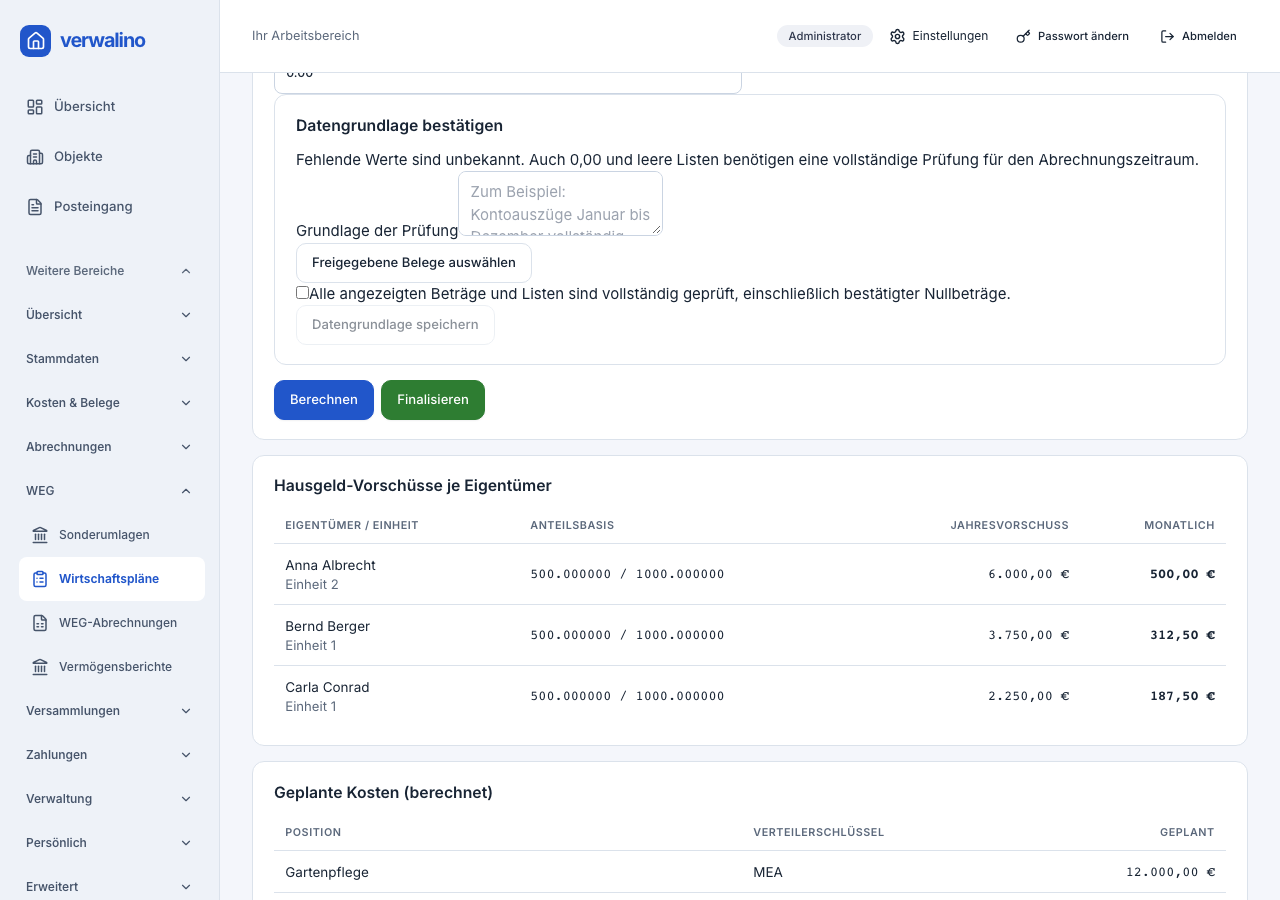 verwalino
Ihr Arbeitsbereich
Administrator
Einstellungen
Passwort ändern
Abmelden
Übersicht
Objekte
Posteingang
Weitere Bereiche
Übersicht
Stammdaten
Kosten & Belege
Abrechnungen
WEG
Sonderumlagen
Wirtschaftspläne
WEG-Abrechnungen
Vermögensberichte
Versammlungen
Zahlungen
Verwaltung
Persönlich
Erweitert
0.00
Datengrundlage bestätigen
Fehlende Werte sind unbekannt. Auch 0,00 und leere Listen benötigen eine vollständige Prüfung für den Abrechnungszeitraum.
Zum Beispiel:
Kontoauszüge Januar bis
Dezember vollständig
Grundlage der Prüfung
Freigegebene Belege auswählen
Alle angezeigten Beträge und Listen sind vollständig geprüft, einschließlich bestätigter Nullbeträge.
Datengrundlage speichern
Berechnen
Finalisieren
Hausgeld-Vorschüsse je Eigentümer
EIGENTÜMER / EINHEIT ANTEILSBASIS JAHRESVORSCHUSS MONATLICH
Anna Albrecht
Einheit 2
500.000000 / 1000.000000 6.000,00 € 500,00 €
Bernd Berger
Einheit 1
500.000000 / 1000.000000 3.750,00 € 312,50 €
Carla Conrad
Einheit 1
500.000000 / 1000.000000 2.250,00 € 187,50 €
Geplante Kosten (berechnet)
POSITION VERTEILERSCHLÜSSEL GEPLANT
Gartenpflege MEA 12.000,00 €